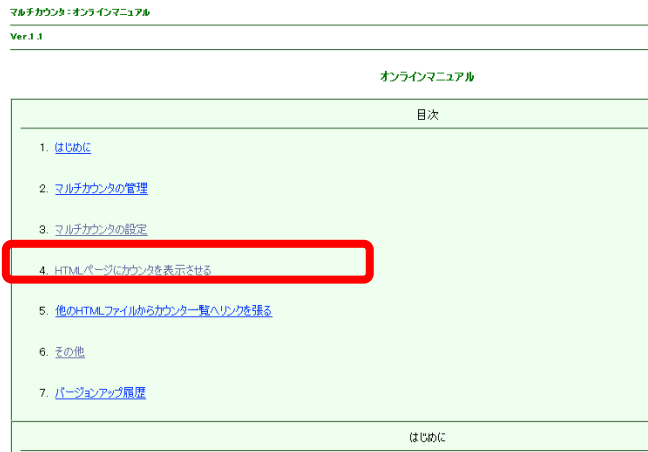 マルチカウンタ:オンラインマニュアル
Ver.1.1
オンラインマニュアル
目次
1. はじめに
2. マルチカウンタの管理
3. マルチカウンタの設定
4. HTMLページにカウンタを表示させる
5. 他のHTMLファイルからカウンター覧へリンクを張る
6. その他
7. バージョンアップ履歴
はじめに